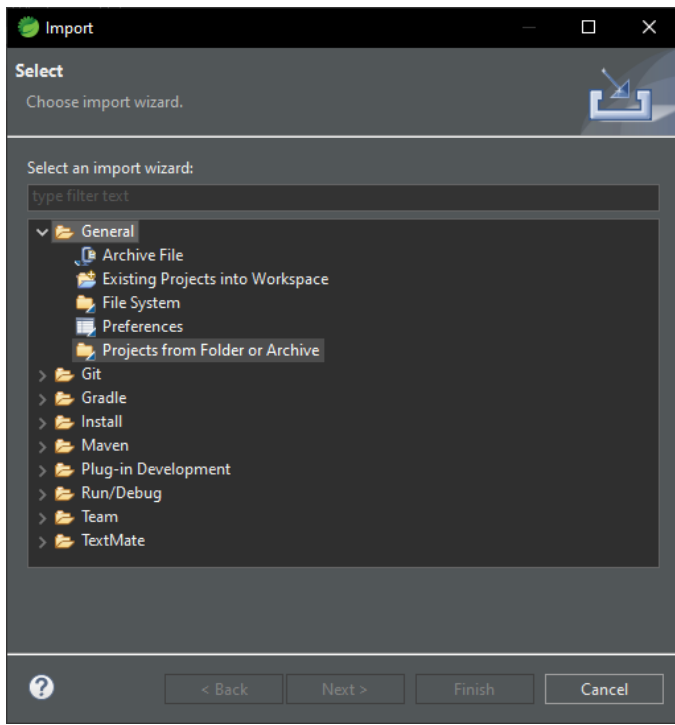 Import
Select
Choose import wizard.
Select an import wizard:
type filter text
General
Archive File
Existing Projects into Workspace
File System
Preferences
Projects from Folder or Archive
Git
Gradle
Install
Maven
Plug-in Development
Run/Debug
Team
TextMate
? < Back Next > Finish Cancel